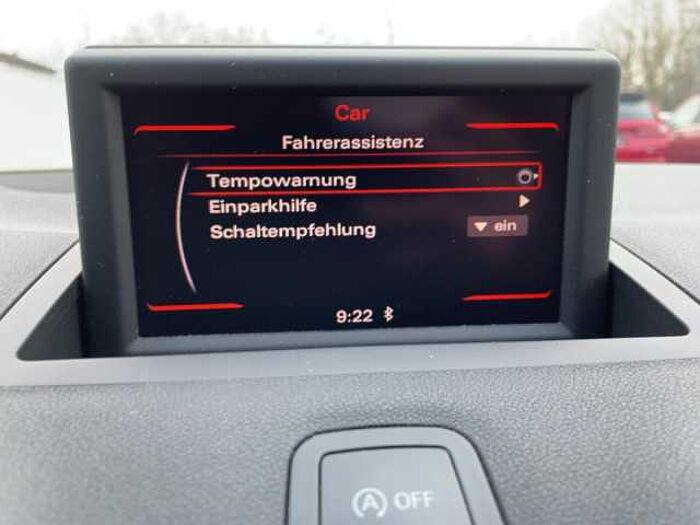 Car
Fahrerassistenz
Tempowarnung
Einparkhilfe
Schaltempfehlung ein
9:22
A OFF